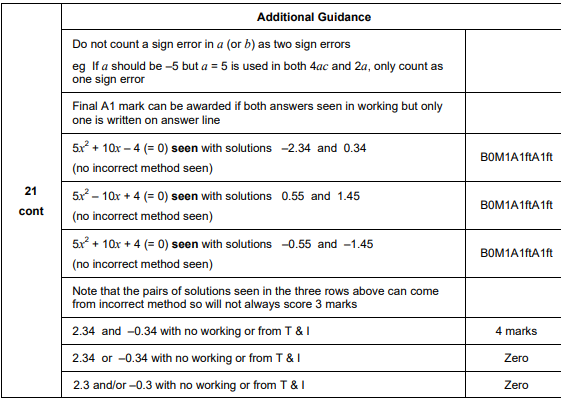 Additional Guidance
Do not count a sign error in a (or b) as two sign errors
eg If a should be –5 but a = 5 is used in both 4ac and 2a, only count as
one sign error
Final A1 mark can be awarded if both answers seen in working but only
one is written on answer line
5x² + 10x – 4 (= 0) seen with solutions –2.34 and 0.34
(no incorrect method seen)
B0M1A1ftA1ft
5x² – 10x + 4 (= 0) seen with solutions 0.55 and 1.45
(no incorrect method seen)
B0M1A1ftA1ft
21
cont
5x² + 10x + 4 (= 0) seen with solutions –0.55 and –1.45
(no incorrect method seen)
B0M1A1ftA1ft
Note that the pairs of solutions seen in the three rows above can come
from incorrect method so will not always score 3 marks
2.34 and –0.34 with no working or from T & I
4 marks
2.34 or –0.34 with no working or from T & I
Zero
2.3 and/or –0.3 with no working or from T & I
Zero